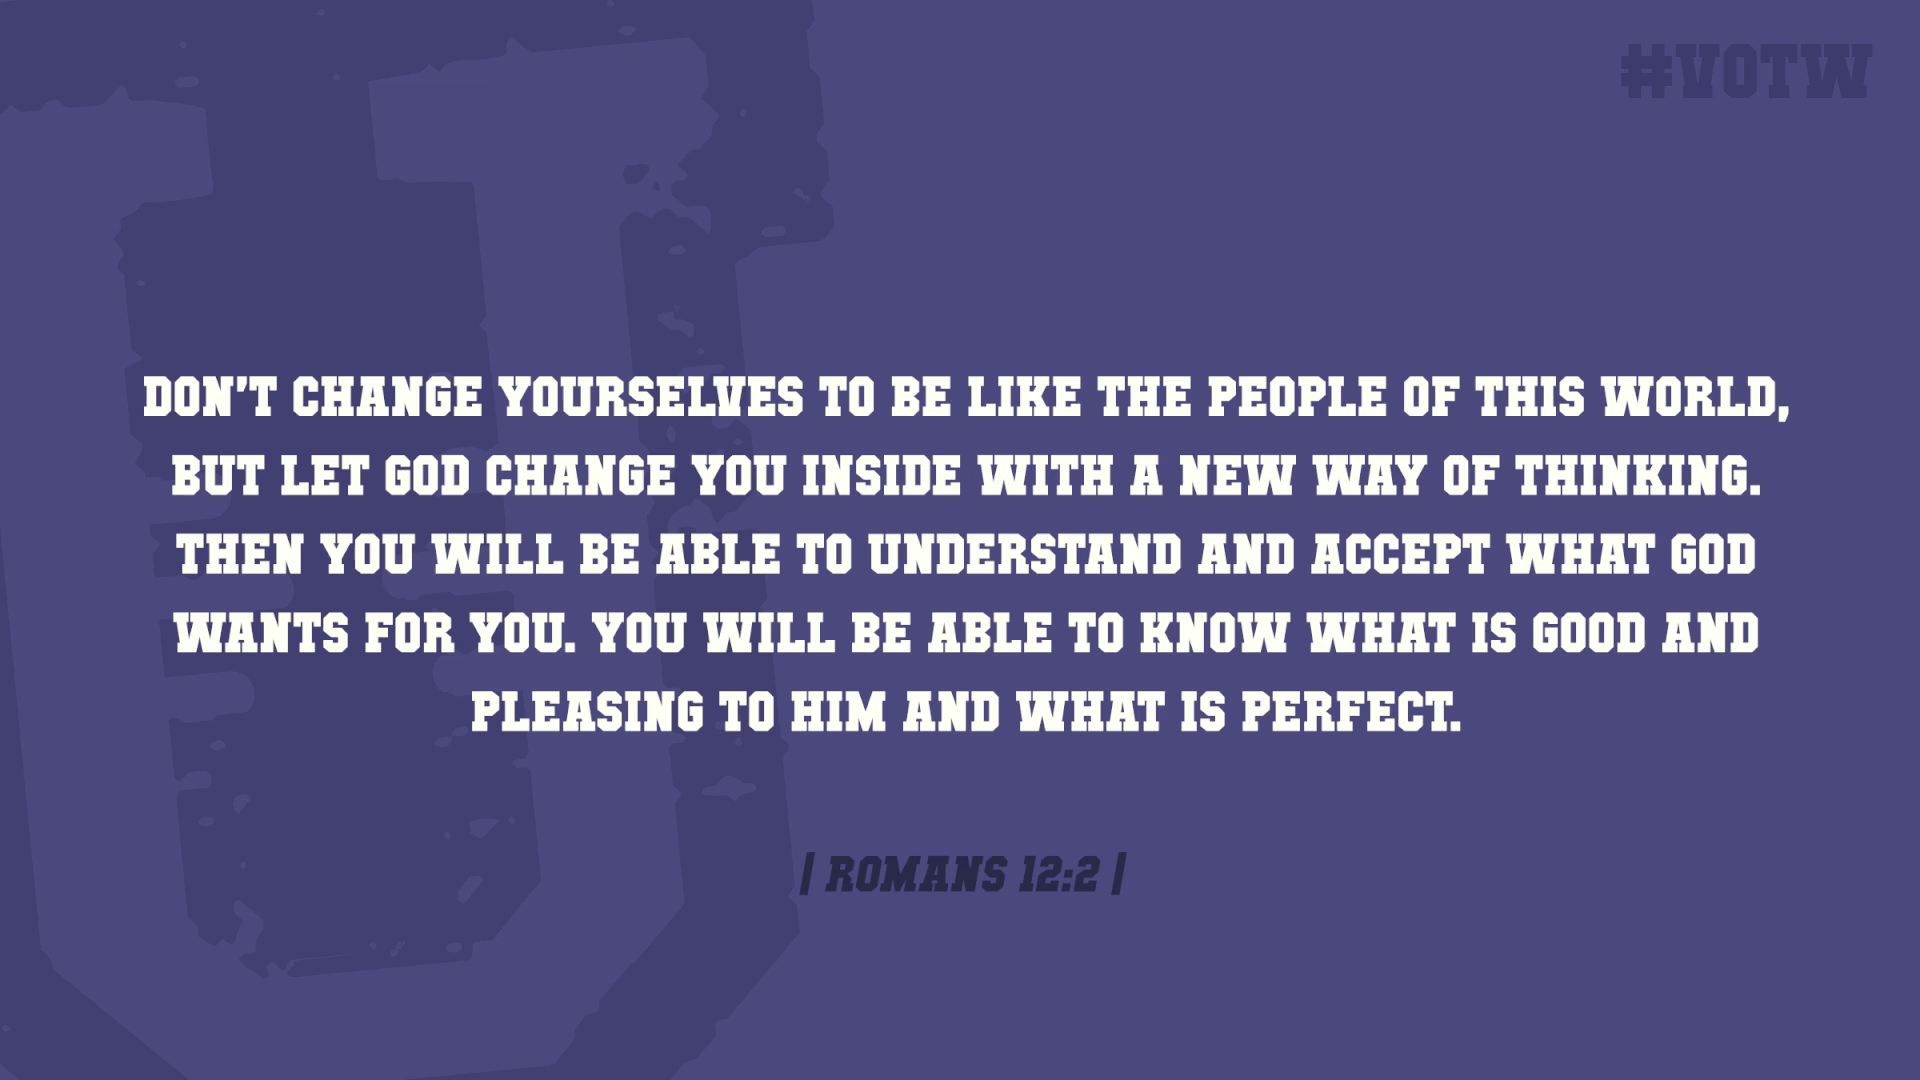 #VOTW
DON'T CHANGE YOURSELVES TO BE LIKE THE PEOPLE OF THIS WORLD,
BUT LET GOD CHANGE YOU INSIDE WITH A NEW WAY OF THINKING.
THEN YOU WILL BE ABLE TO UNDERSTAND AND ACCEPT WHAT GOD
WANTS FOR YOU. YOU WILL BE ABLE TO KNOW WHAT IS GOOD AND
PLEASING TO HIM AND WHAT IS PERFECT.
| ROMANS 12:2 |